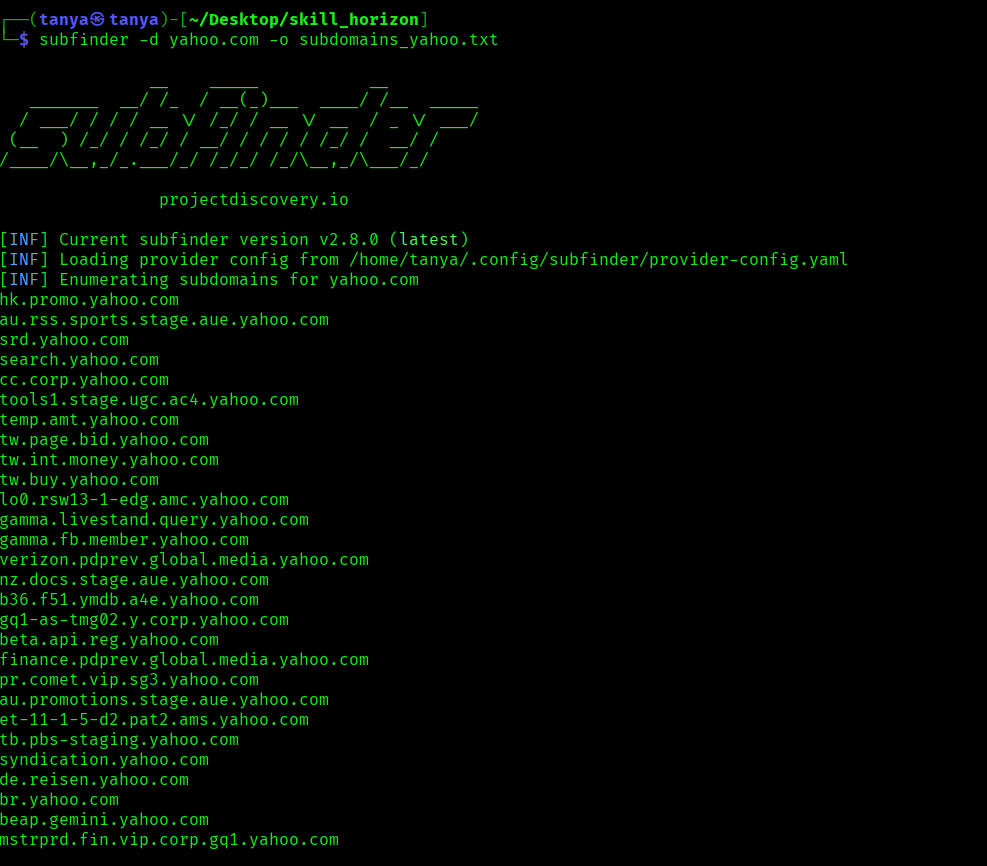 ┌──(tanya㉿tanya)-[~/Desktop/skill_horizon]
└─$ subfinder -d yahoo.com -o subdomains_yahoo.txt
               __    _____           __
   _______  __/ /_  / __(_)___  ____/ /__  _____
  / ___/ / / / __ \/ /_/ / __ \/ __  / _ \/ ___/
 (__  ) /_/ / /_/ / __/ / / / / /_/ /  __/ /
/____/\__,_/_.___/_/ /_/_/ /_/\__,_/\___/_/
projectdiscovery.io
[INF] Current subfinder version v2.8.0 (latest)
[INF] Loading provider config from /home/tanya/.config/subfinder/provider-config.yaml
[INF] Enumerating subdomains for yahoo.com
hk.promo.yahoo.com
au.rss.sports.stage.aue.yahoo.com
srd.yahoo.com
search.yahoo.com
cc.corp.yahoo.com
tools1.stage.ugc.ac4.yahoo.com
temp.amt.yahoo.com
tw.page.bid.yahoo.com
tw.int.money.yahoo.com
tw.buy.yahoo.com
lo0.rsw13-1-edg.amc.yahoo.com
gamma.livestand.query.yahoo.com
gamma.fb.member.yahoo.com
verizon.pdprev.global.media.yahoo.com
nz.docs.stage.aue.yahoo.com
b36.f51.ymdb.a4e.yahoo.com
gq1-as-tmg02.y.corp.yahoo.com
beta.api.reg.yahoo.com
finance.pdprev.global.media.yahoo.com
pr.comet.vip.sg3.yahoo.com
au.promotions.stage.aue.yahoo.com
et-11-1-5-d2.pat2.ams.yahoo.com
tb.pbs-staging.yahoo.com
syndication.yahoo.com
de.reisen.yahoo.com
br.yahoo.com
beap.gemini.yahoo.com
mstrprd.fin.vip.corp.gq1.yahoo.com